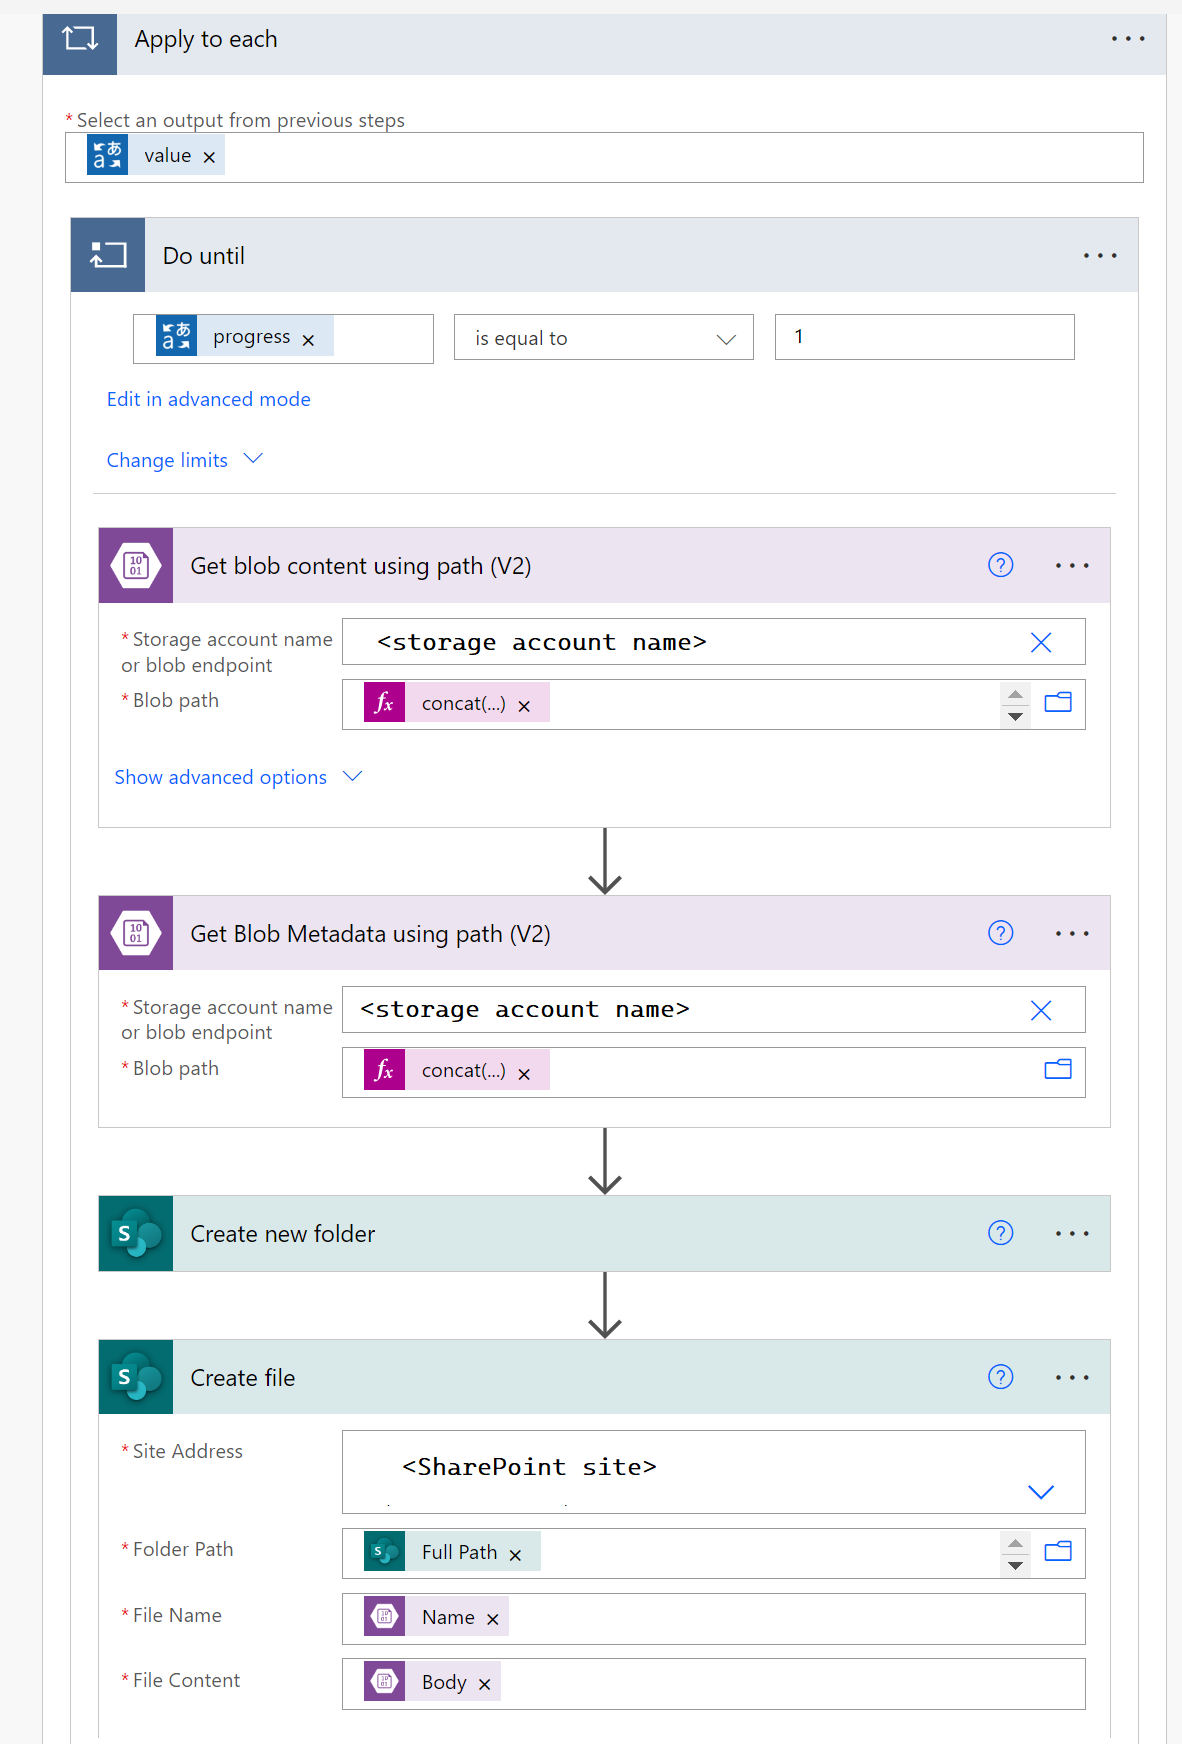 Apply to each
* Select an output from previous steps
value ×
Do until
progress ×
is equal to
1
Edit in advanced mode
Change limits
Get blob content using path (V2)
* Storage account name
or blob endpoint
<storage account name>
* Blob path
concat(...) ×
Show advanced options
Get Blob Metadata using path (V2)
* Storage account name
or blob endpoint
<storage account name>
* Blob path
concat(...) ×
Create new folder
Create file
* Site Address
<SharePoint site>
* Folder Path
Full Path ×
* File Name
Name ×
* File Content
Body ×